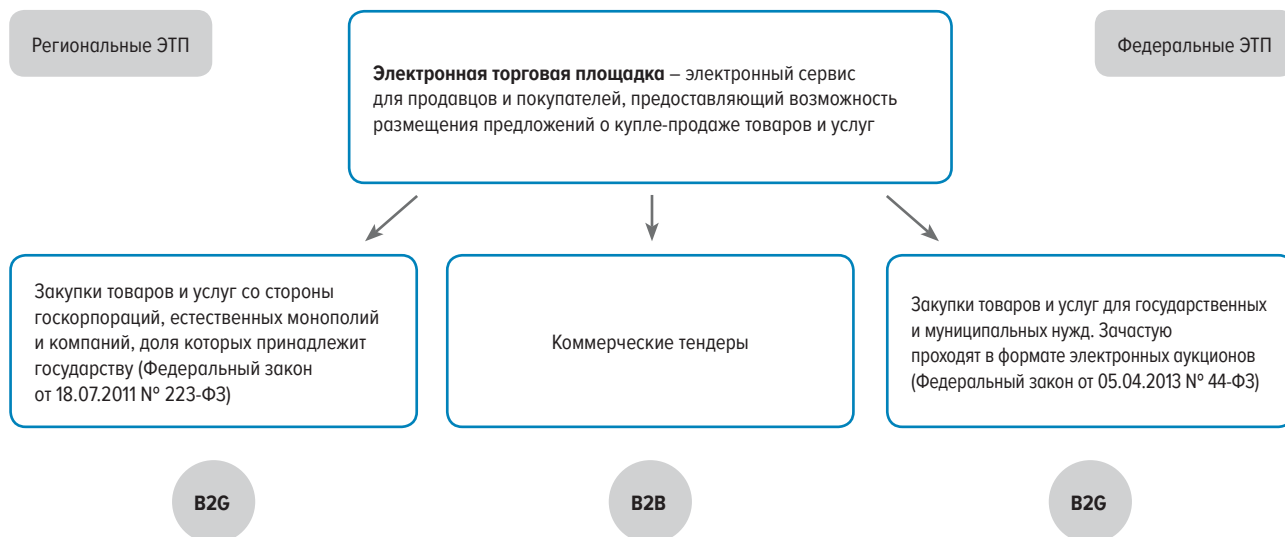 Региональные ЭТП
Электронная торговая площадка – электронный сервис
для продавцов и покупателей, предоставляющий возможность
размещения предложений о купле-продаже товаров и услуг
Федеральные ЭТП
Закупки товаров и услуг со стороны
госкорпораций, естественных монополий
и компаний, доля которых принадлежит
государству (Федеральный закон
от 18.07.2011 № 223-ФЗ)
Коммерческие тендеры
Закупки товаров и услуг для государственных
и муниципальных нужд. Зачастую
проходят в формате электронных аукционов
(Федеральный закон от 05.04.2013 № 44-ФЗ)
B2G
B2B
B2G